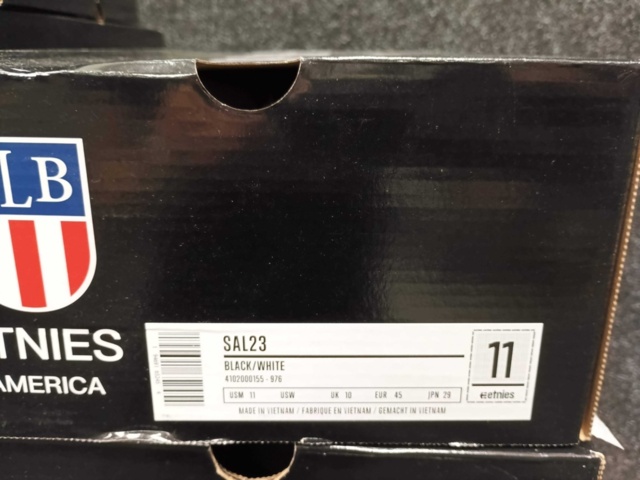 LB
TNIES
AMERICA
SAL23
BLACK/WHITE
4102000155 - 976
USM 11 USW UK 10 EUR 45 JPN 29
MADE IN VIETNAM / FABRIQUE EN VIETNAM / GEMACHT IN VIETNAM
11
etnies